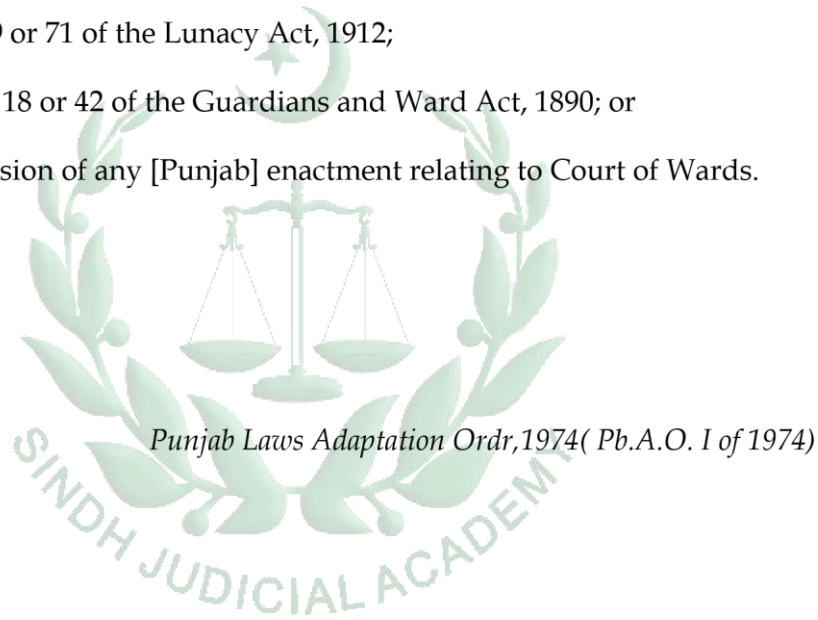 or 71 of the Lunacy Act, 1912;
18 or 42 of the Guardians and Ward Act, 1890; or
sion of any [Punjab] enactment relating to Court of Wards.
Punjab Laws Adaptation Ordr,1974( Pb.A.O. I of 1974)
SINDH JUDICIAL ACADEMY